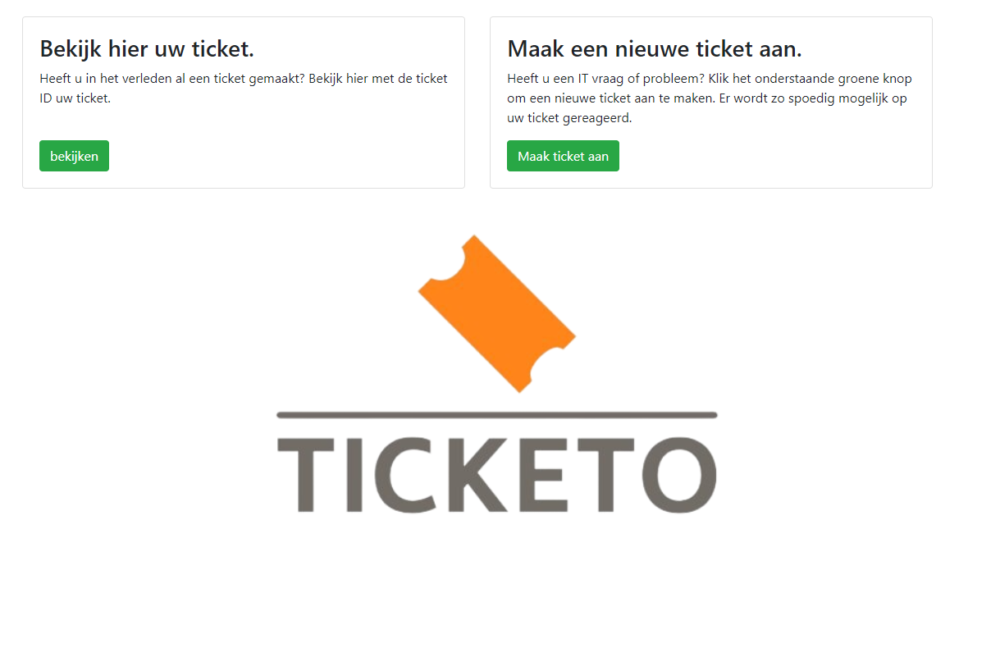 Bekijk hier uw ticket.
Heeft u in het verleden al een ticket gemaakt? Bekijk hier met de ticket
ID uw ticket.
bekijken
Maak een nieuwe ticket aan.
Heeft u een IT vraag of probleem? Klik het onderstaande groene knop
om een nieuwe ticket aan te maken. Er wordt zo spoedig mogelijk op
uw ticket gereageerd.
Maak ticket aan
TICKETO